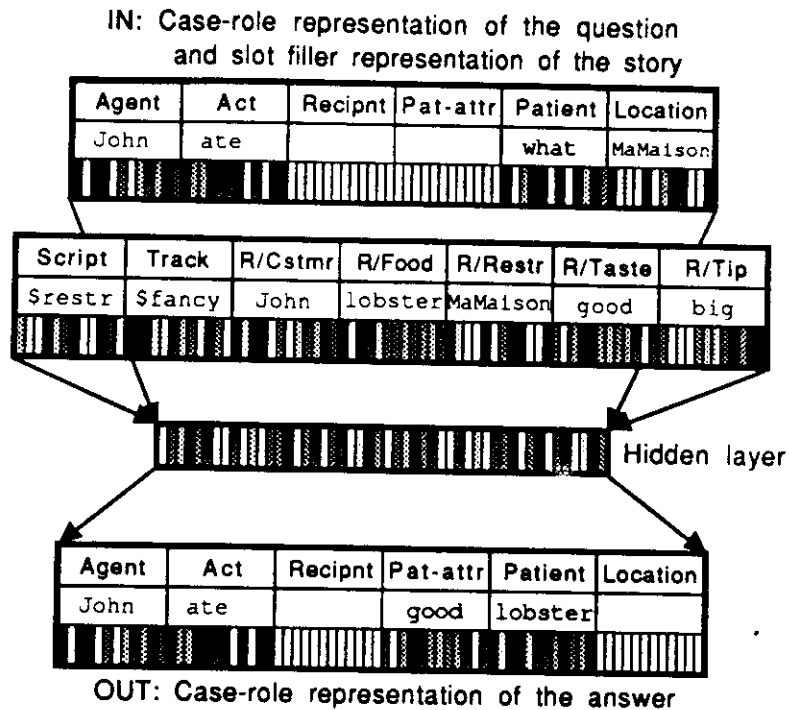 IN: Case-role representation of the question
and slot filler representation of the story
Agent Act Recipnt Pat-attr Patient Location
John ate what MaMaison
Script Track R/Cstmr R/Food R/Restr R/Taste R/Tip
$restr $fancy John lobster MaMaison good big
Hidden layer
Agent Act Recipnt Pat-attr Patient Location
John ate good lobster
OUT: Case-role representation of the answer